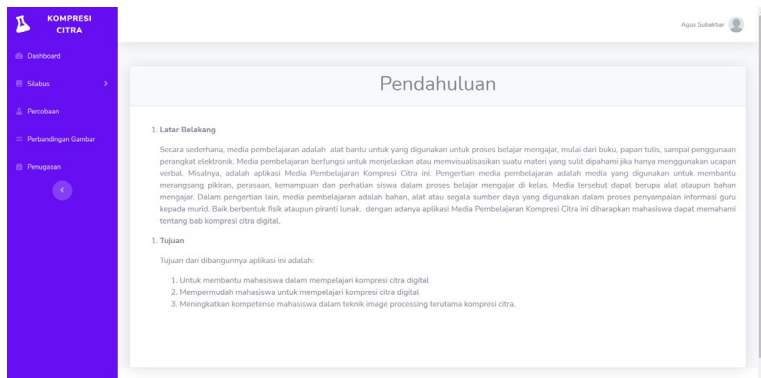 KOMPRESI
CITRA
Agus Subakbar
Dashboard
Silabus
Percobaan
Perbandingan Gambar
Penugasan
Pendahuluan
1. Latar Belakang
Secara sederhana, media pembelajaran adalah alat bantu untuk yang digunakan untuk proses belajar mengajar, mulai dari buku, papan tulis, sampai penggunaan
perangkat elektronik. Media pembelajaran berfungsi untuk menjelaskan atau memvisualisasikan suatu materi yang sulit dipahami jika hanya menggunakan ucapan
verbal. Misalnya, adalah aplikasi Media Pembelajaran Kompresi Citra ini. Pengertian media pembelajaran adalah media yang digunakan untuk membantu
merangsang pikiran, perasaan, kemampuan dan perhatian siswa dalam proses belajar mengajar di kelas. Media tersebut dapat berupa alat ataupun bahan
mengajar. Dalam pengertian lain, media pembelajaran adalah bahan, alat atau segala sumber daya yang digunakan dalam proses penyampaian informasi guru
kepada murid. Baik berbentuk fisik ataupun piranti lunak. dengan adanya aplikasi Media Pembelajaran Kompresi Citra ini diharapkan mahasiswa dapat memahami
tentang bab kompresi citra digital.
1. Tujuan
Tujuan dari dibangunnya aplikasi ini adalah:
1. Untuk membantu mahasiswa dalam mempelajari kompresi citra digital
2. Mempermudah mahasiswa untuk mempelajari kompresi citra digital
3. Meningkatkan kompetense mahasiswa dalam teknik image processing terutama kompresi citra.